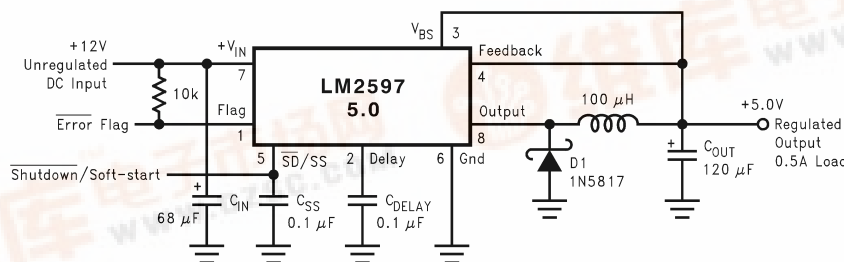 V_BS 3
+12V
Unregulated
DC Input
+V_IN
7
LM2597
5.0
Feedback
4
10k
Flag
1
Error Flag
Output
8
100 μH
+5.0V
Regulated
Output
0.5A Load
D1
1N5817
C_OUT
120 μF
+
5 SD/SS
2 Delay
6 Gnd
Shutdown/Soft-start
+
C_IN
68 μF
C_SS
0.1 μF
C_DELAY
0.1 μF